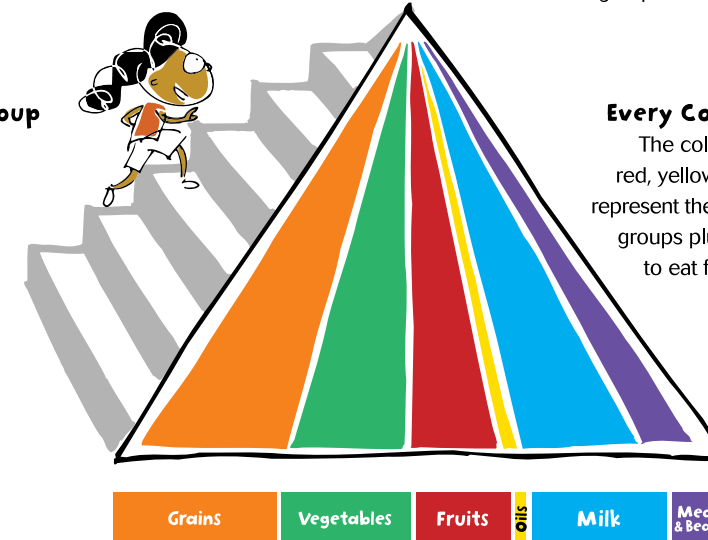 oup
Every Co
The col
red, yellow
represent the
groups plu
to eat f
Grains
Vegetables
Fruits
Oils
Milk
Mea
& Bea